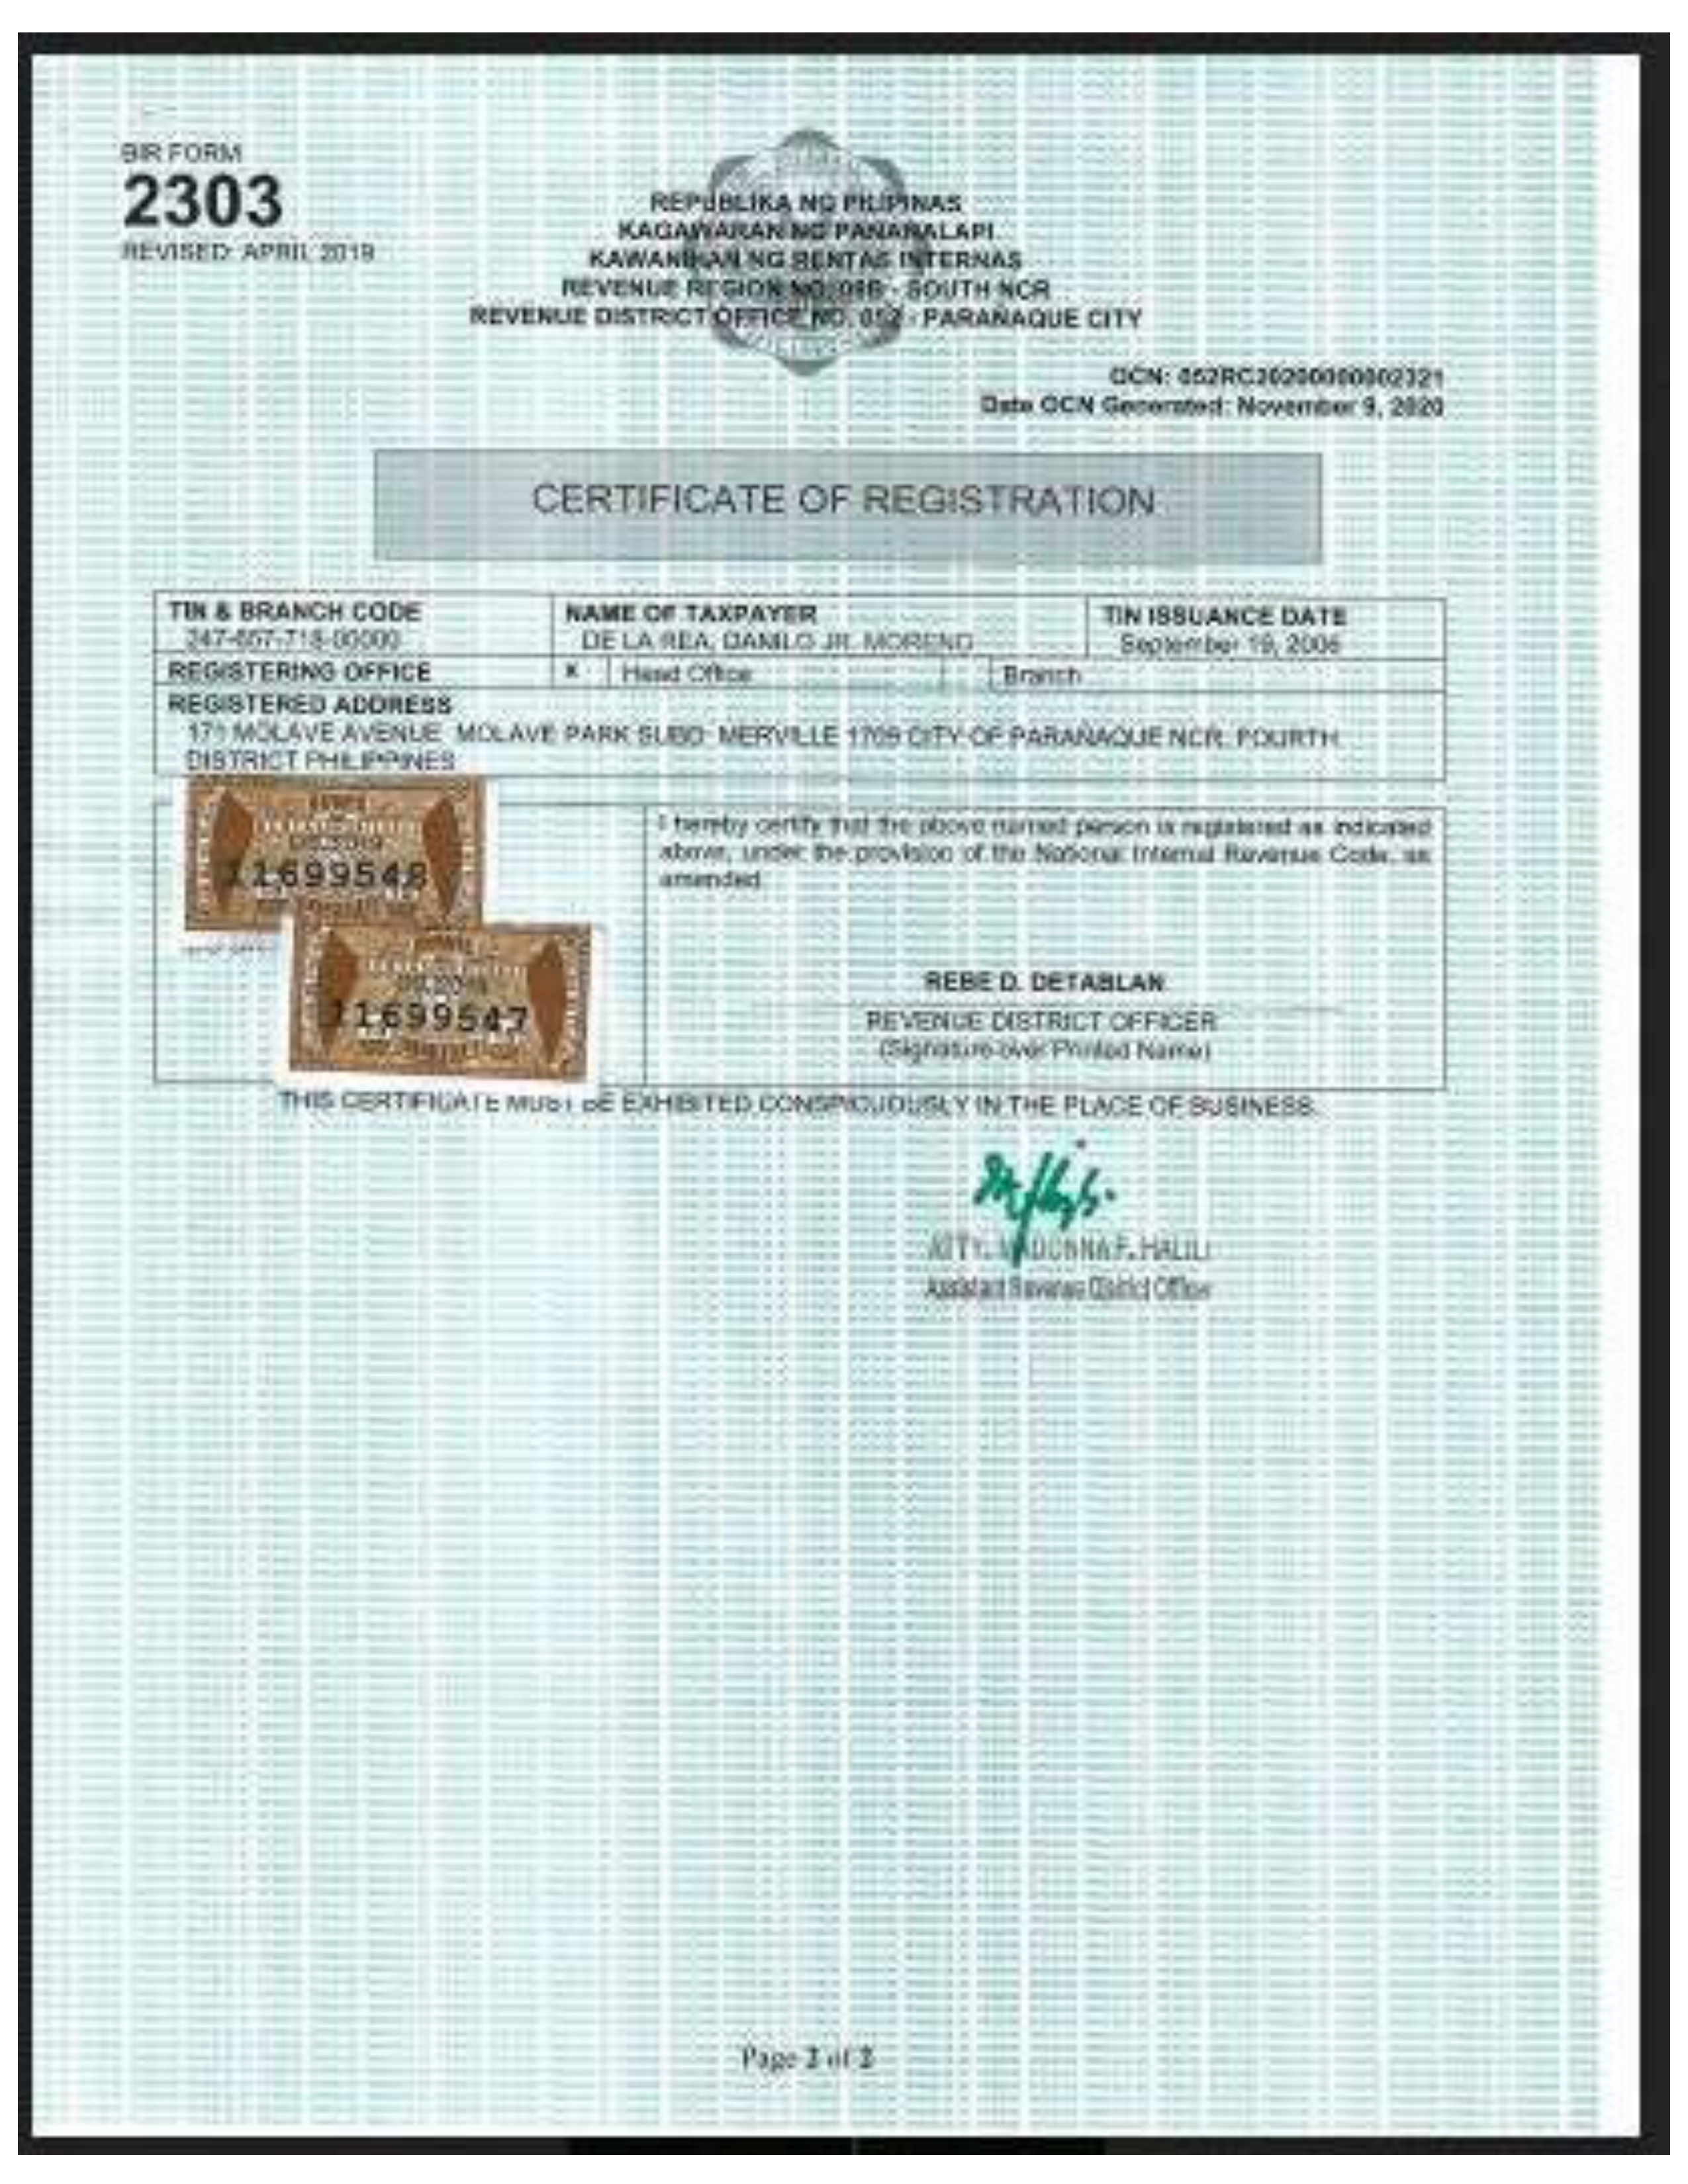 BIR FORM
2303
REVISED: APRIL 2019
REPUBLIKA NG PILIPINAS
KAGAWARAN NG PANANALAPI
KAWANIHAN NG RENTAS INTERNAS
REVENUE REGION NO. 08B - SOUTH NCR
REVENUE DISTRICT OFFICE NO. 052 - PARAÑAQUE CITY
OCN: 052RC20200000002321
Date OCN Generated: November 9, 2020
CERTIFICATE OF REGISTRATION
TIN & BRANCH CODE NAME OF TAXPAYER TIN ISSUANCE DATE
DE LA REA, DANILO JR. MORENO September 19, 2006
REGISTERING OFFICE X Head Office Branch
REGISTERED ADDRESS
171 MOLAVE AVENUE MOLAVE PARK SUBD MERVILLE 1709 CITY OF PARAÑAQUE NCR, FOURTH
DISTRICT PHILIPPINES
11699548
11699547
I hereby certify that the above named person is registered as indicated
above, under the provision of the National Internal Revenue Code, as
amended
REBE D. DETABLAN
REVENUE DISTRICT OFFICER
(Signature over Printed Name)
THIS CERTIFICATE MUST BE EXHIBITED CONSPICUOUSLY IN THE PLACE OF BUSINESS.
ATTY. MADONNA F. HALILI
Assistant Revenue District Officer
Page 2 of 2